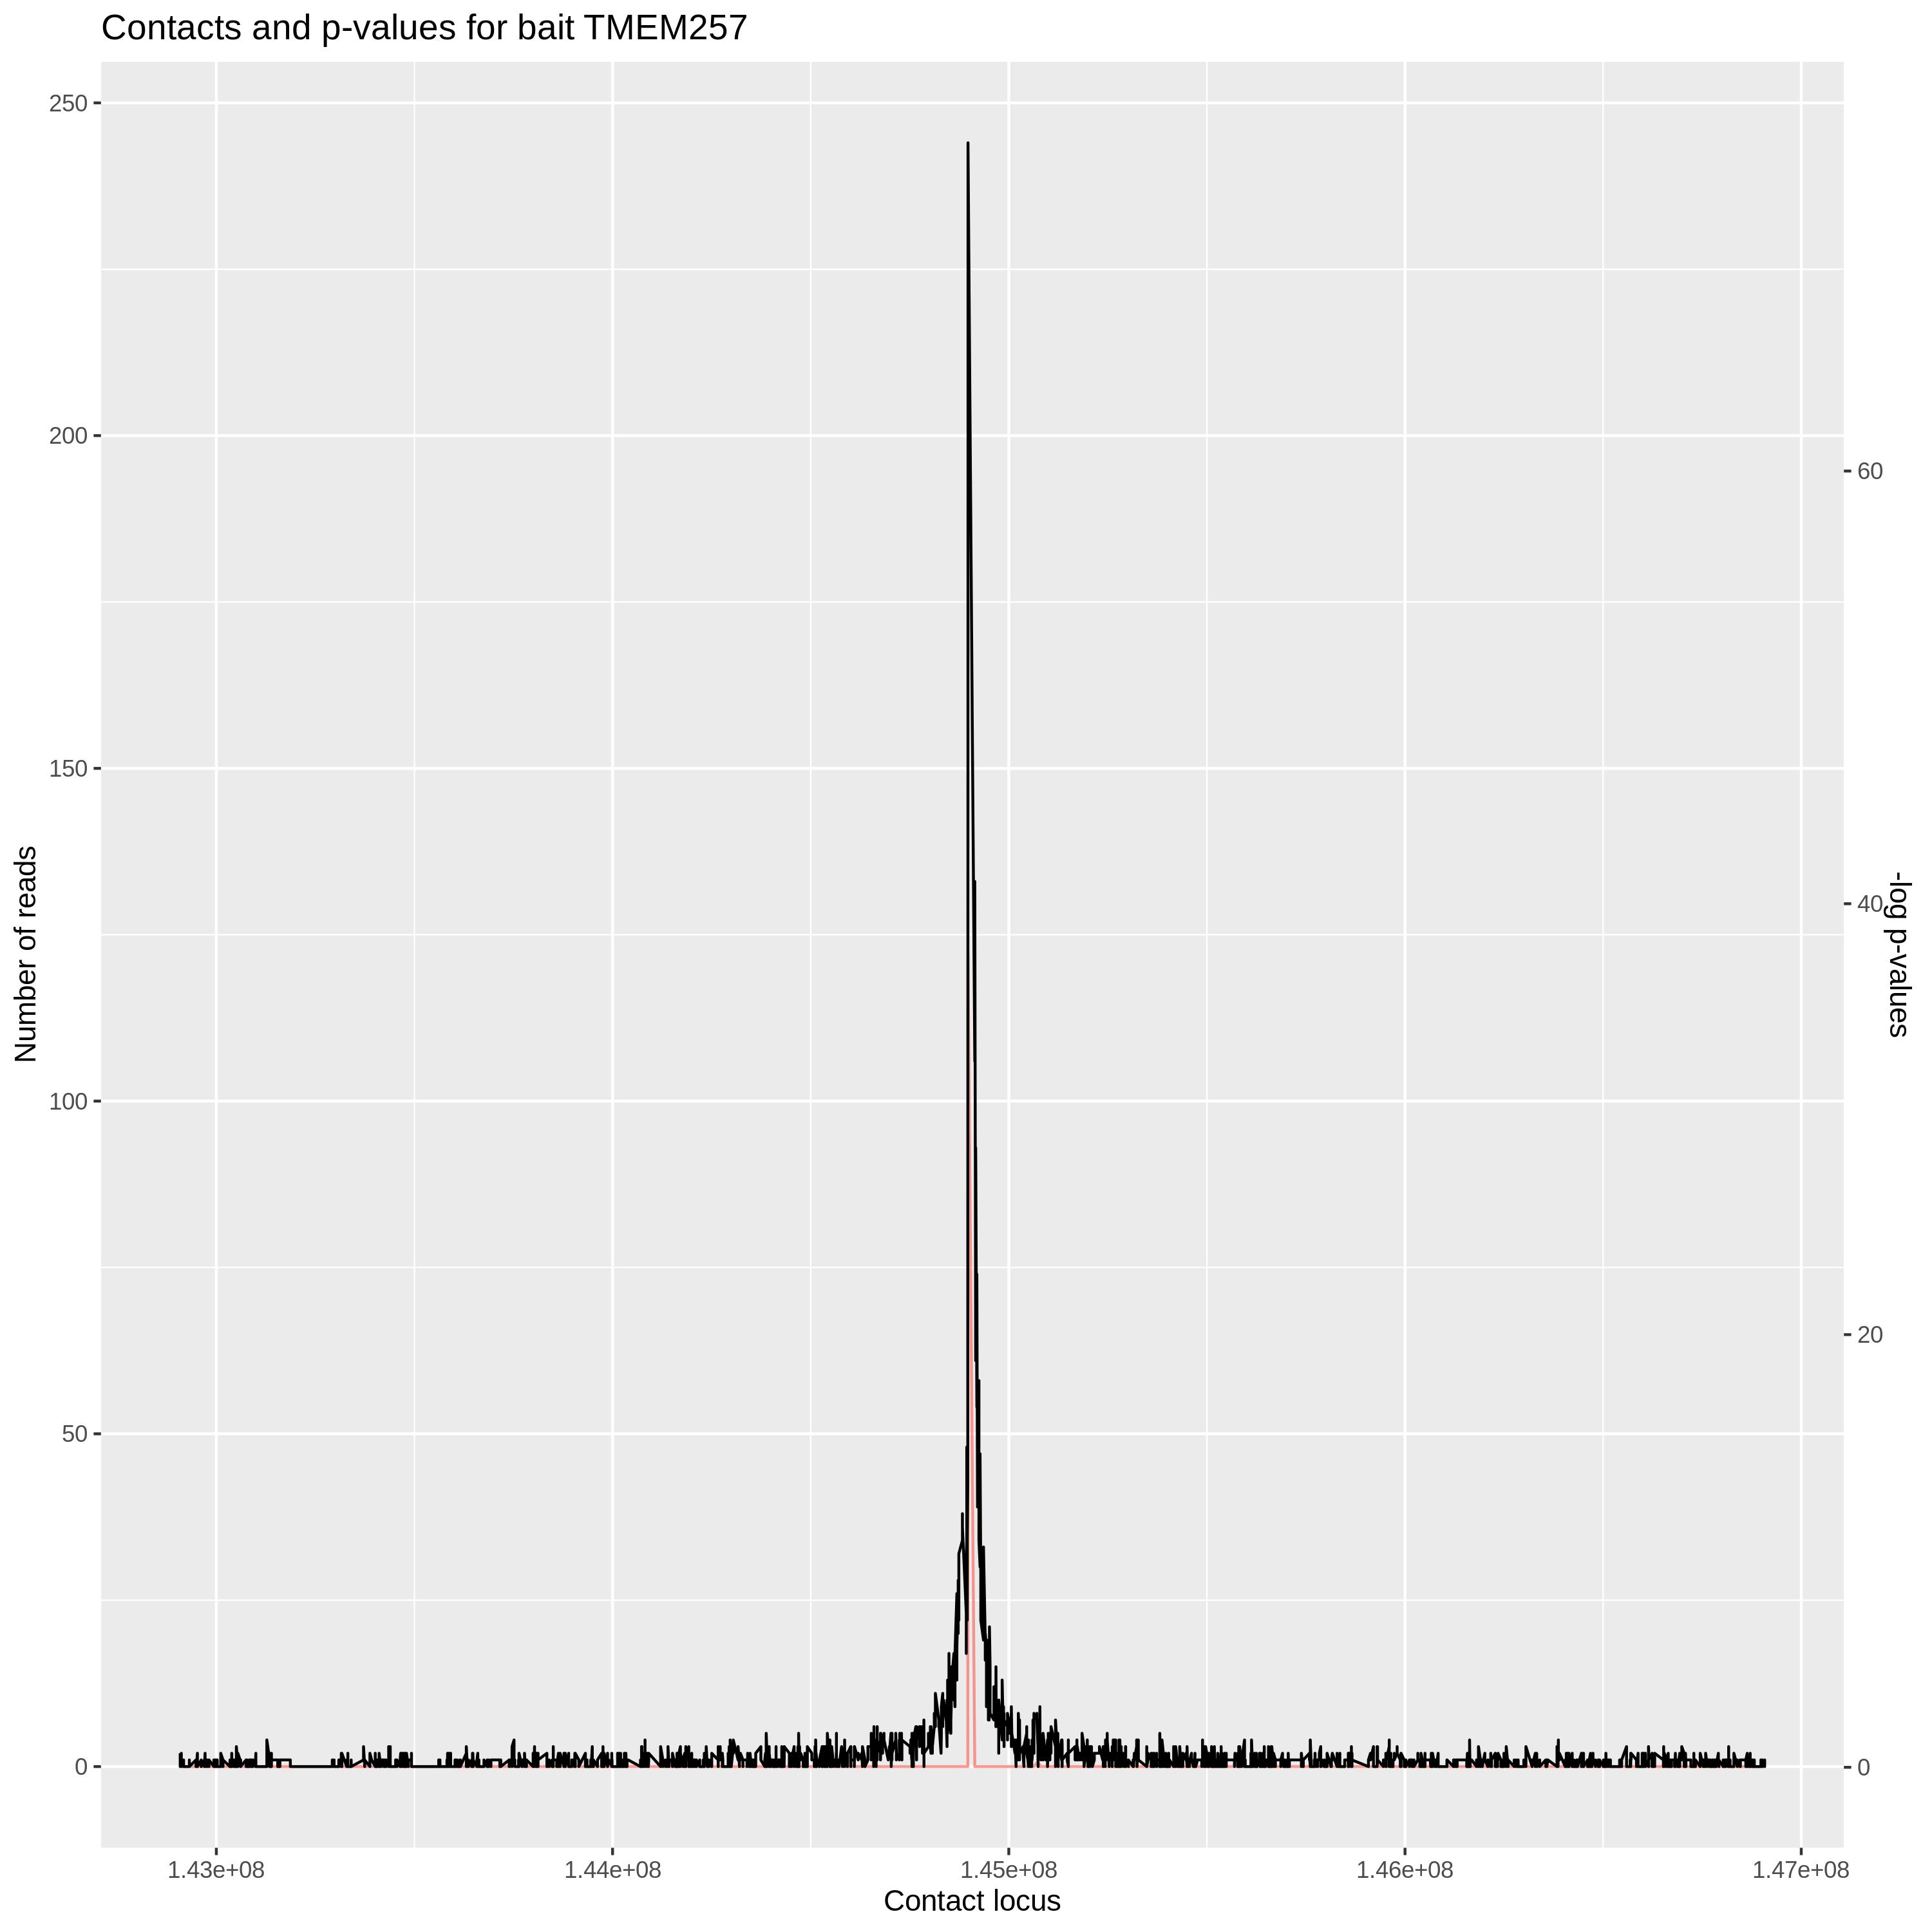 Contacts and p-values for bait TMEM257
250
200
150
100
50
0
Number of reads
60
40
20
0
-log p-values
1.43e+08
1.44e+08
1.45e+08
1.46e+08
1.47e+08
Contact locus